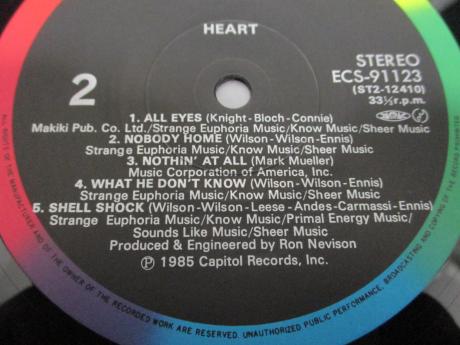 HEART
2
STEREO
ECS-91123
(ST2-12410)
33⅓r.p.m.
1. ALL EYES (Knight-Bloch-Connie)
Makiki Pub. Co. Ltd./Strange Euphoria Music/Know Music/Sheer Music
2. NOBODY HOME (Wilson-Wilson-Ennis)
Strange Euphoria Music/Know Music/Sheer Music
3. NOTHIN' AT ALL (Mark Mueller)
Music Corporation of America, Inc.
4. WHAT HE DON'T KNOW (Wilson-Wilson-Ennis)
Strange Euphoria Music/Know Music/Sheer Music
5. SHELL SHOCK (Wilson-Wilson-Leese-Andes-Carmassi-Ennis)
Strange Euphoria Music/Know Music/Primal Energy Music/
Sounds Like Music/Sheer Music
Produced & Engineered by Ron Nevison
Ⓟ 1985 Capitol Records, Inc.
ALL RIGHTS OF THE MANUFACTURER AND OF THE OWNER OF THE RECORDED WORK ARE RESERVED. UNAUTHORIZED PUBLIC PERFORMANCE, BROADCASTING AND COPYING OF THIS RECORD PROHIBITED